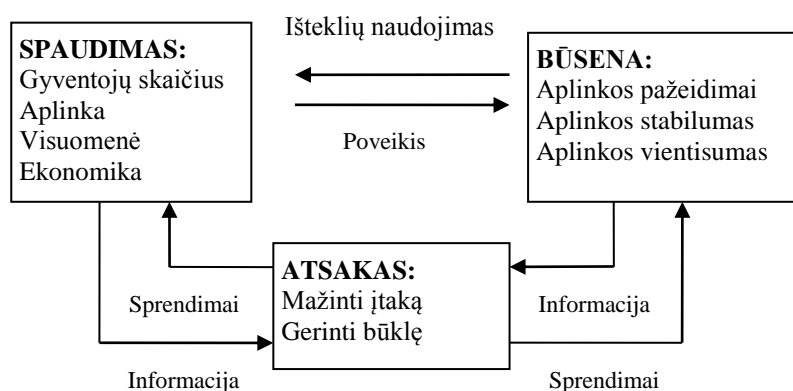 Išteklių naudojimas
SPAUDIMAS:
Gyventojų skaičius
Aplinka
Visuomenė
Ekonomika
Poveikis
BŪSENA:
Aplinkos pažeidimai
Aplinkos stabilumas
Aplinkos vientisumas
ATSAKAS:
Mažinti įtaką
Gerinti būklę
Sprendimai
Informacija
Informacija
Sprendimai